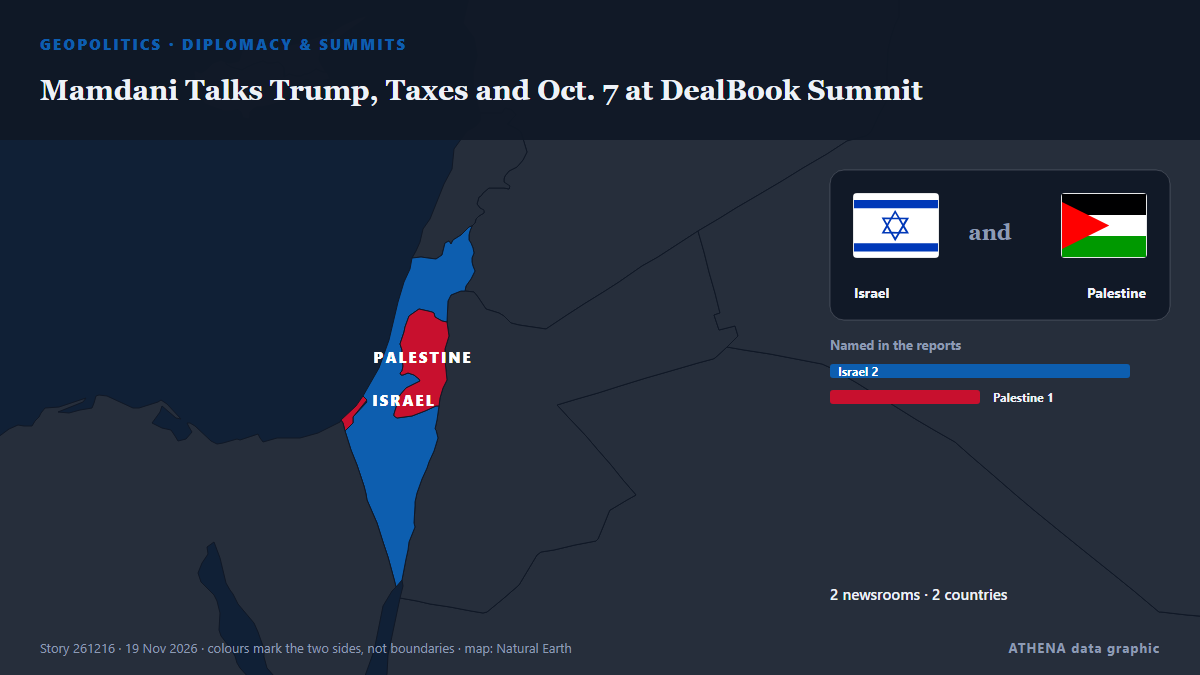 GEOPOLITICS · DIPLOMACY & SUMMITS
Mamdani Talks Trump, Taxes and Oct. 7 at DealBook Summit
and
Israel
Palestine
Named in the reports
Israel 2
Palestine 1
PALESTINE
ISRAEL
2 newsrooms · 2 countries
Story 261216 · 19 Nov 2026 · colours mark the two sides, not boundaries · map: Natural Earth
ATHENA data graphic